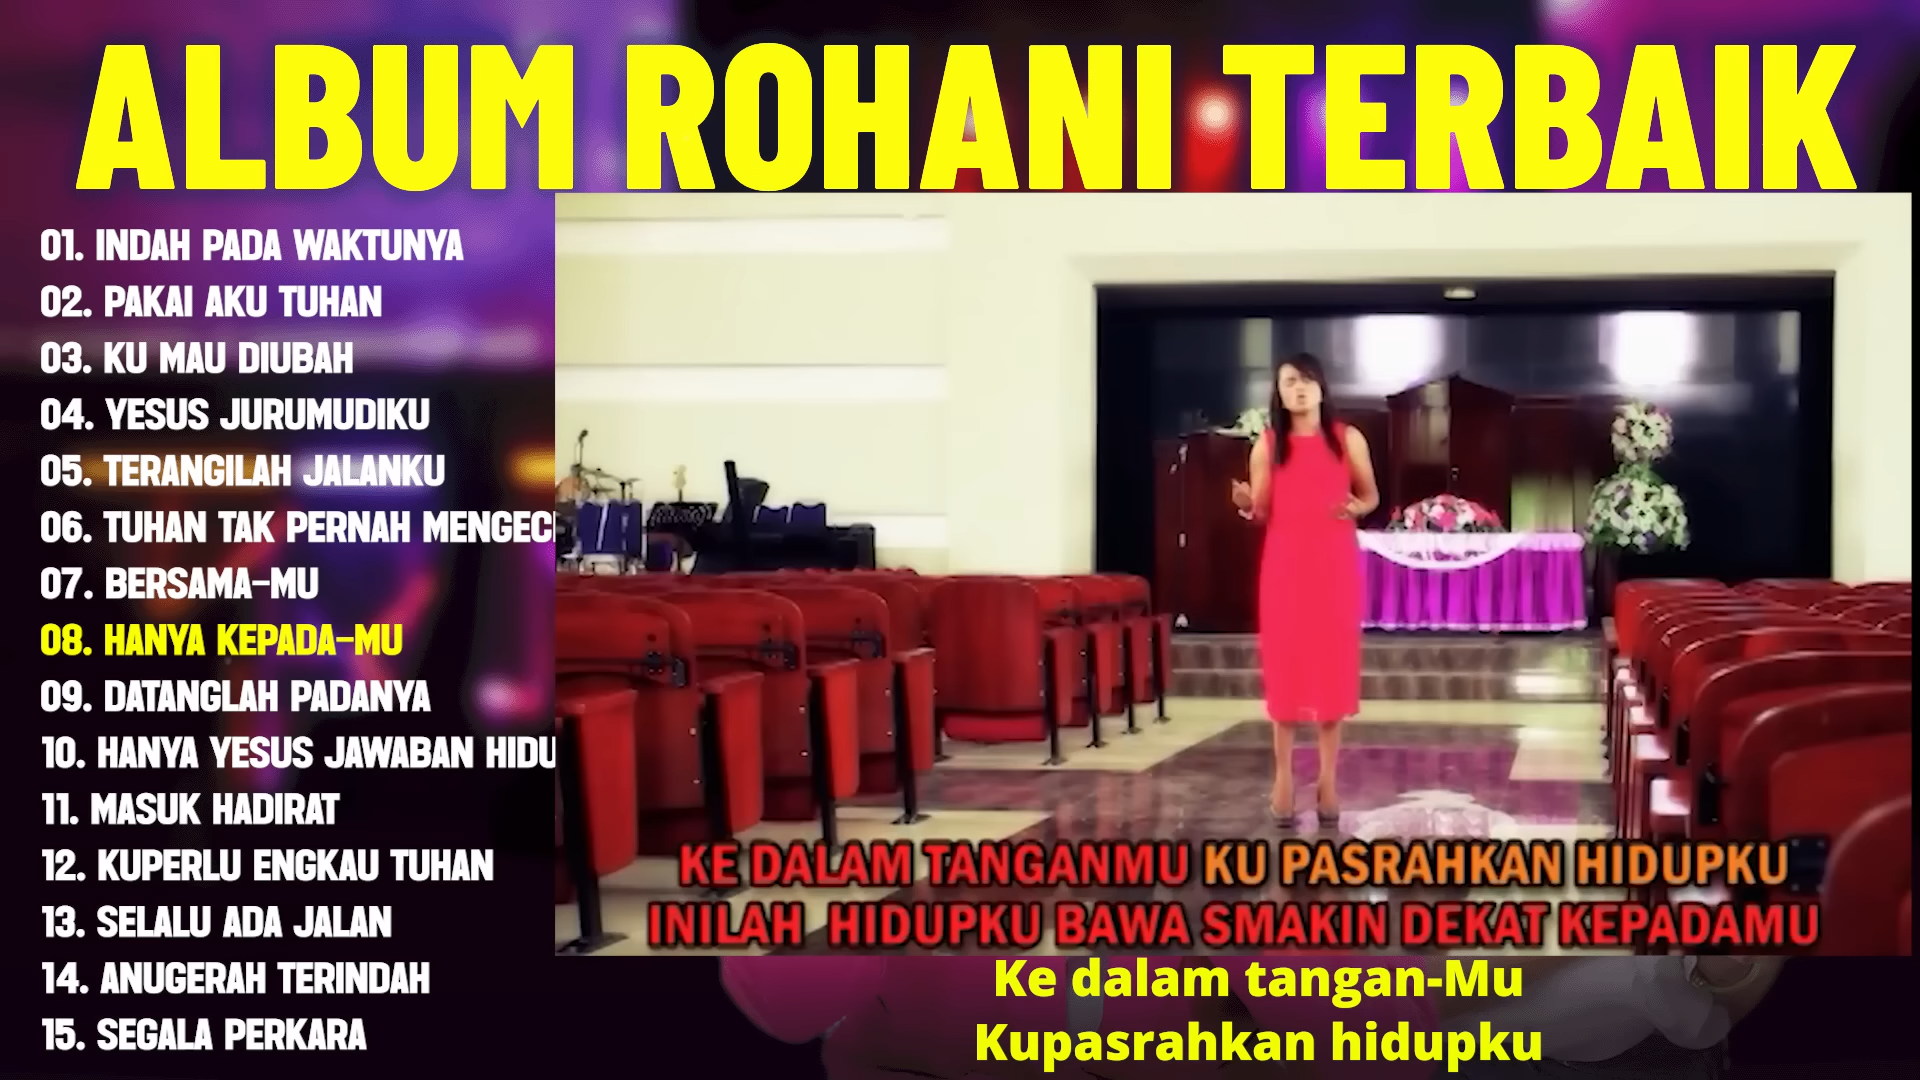 ALBUM ROHANI TERBAIK
01. INDAH PADA WAKTUNYA
02. PAKAI AKU TUHAN
03. KU MAU DIUBAH
04. YESUS JURUMUDIKU
05. TERANGILAH JALANKU
06. TUHAN TAK PERNAH MENGEC
07. BERSAMA-MU
08. HANYA KEPADA-MU
09. DATANGLAH PADANYA
10. HANYA YESUS JAWABAN HIDU
11. MASUK HADIRAT
12. KUPERLU ENGKAU TUHAN
13. SELALU ADA JALAN
14. ANUGERAH TERINDAH
15. SEGALA PERKARA
KE DALAM TANGANMU KU PASRAHKAN HIDUPKU
INILAH HIDUPKU BAWA SMAKIN DEKAT KEPADAMU
Ke dalam tangan-Mu
Kupasrahkan hidupku